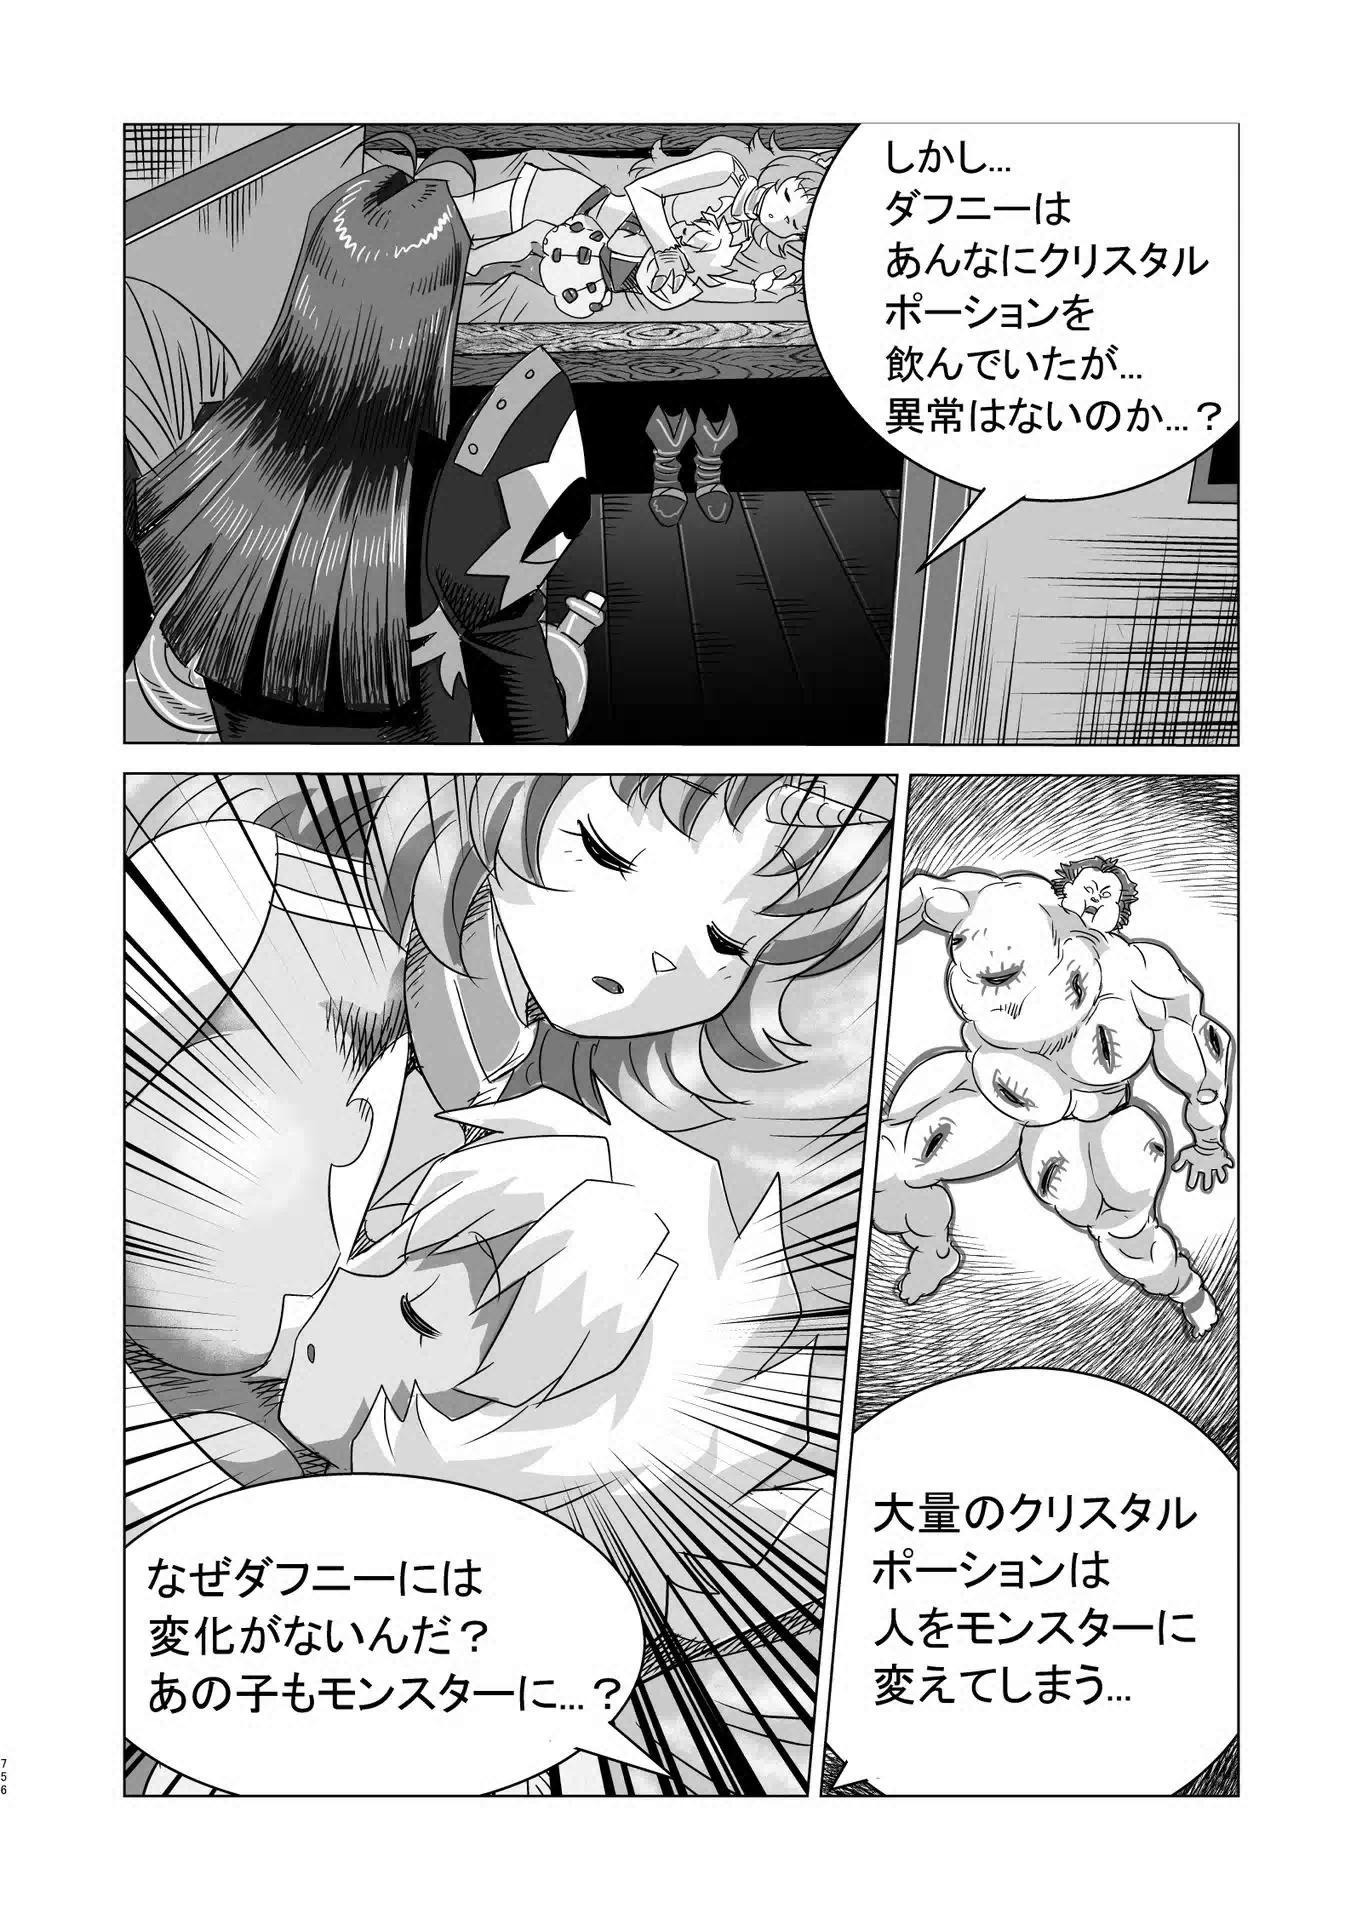 しかし…
ダフニーは
あんなにクリスタル
ポーションを
飲んでいたが…
異常はないのか…？
大量のクリスタル
ポーションは
人をモンスターに
変えてしまう…
なぜダフニーには
変化がないんだ？
あの子もモンスターに…？
756